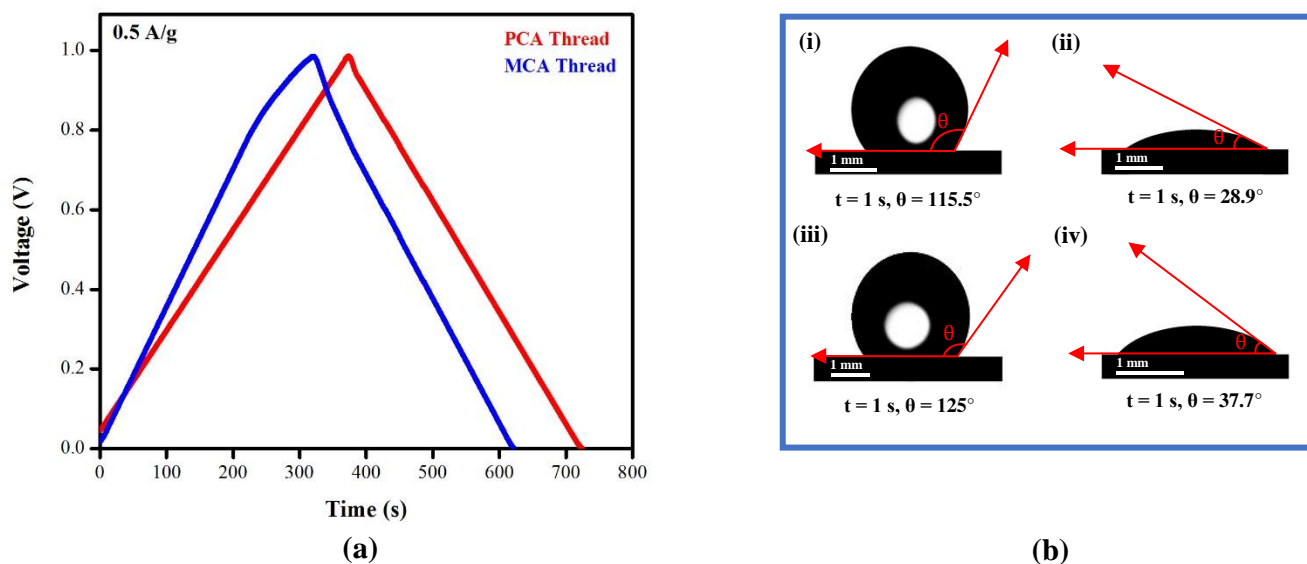 0.5 A/g
PCA Thread
MCA Thread
1.0
0.8
0.6
0.4
0.2
0.0
Voltage (V)
0 100 200 300 400 500 600 700 800
Time (s)
(a)
(i)
θ
1 mm
t = 1 s, θ = 115.5°
(ii)
θ
1 mm
t = 1 s, θ = 28.9°
(iii)
θ
1 mm
t = 1 s, θ = 125°
(iv)
θ
1 mm
t = 1 s, θ = 37.7°
(b)